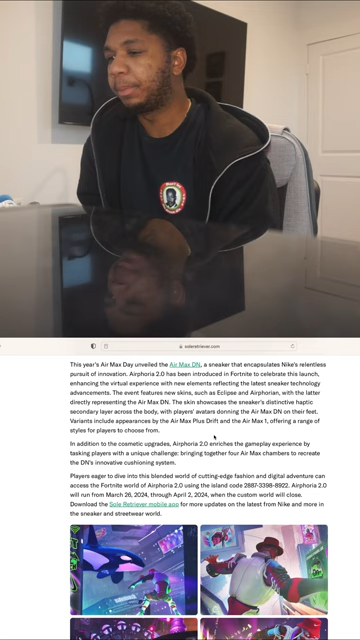 soleretriever.com
This year's Air Max Day unveiled the Air Max DN, a sneaker that encapsulates Nike's relentless
pursuit of innovation. Airphoria 2.0 has been introduced in Fortnite to celebrate this launch,
enhancing the virtual experience with new elements reflecting the latest sneaker technology
advancements. The event features new skins, such as Eclipse and Airphorian, with the latter
directly representing the Air Max DN. The skin showcases the sneaker's distinctive haptic
secondary layer across the body, with players' avatars donning the Air Max DN on their feet.
Variants include appearances by the Air Max Plus Drift and the Air Max 1, offering a range of
styles for players to choose from.
In addition to the cosmetic upgrades, Airphoria 2.0 enriches the gameplay experience by
tasking players with a unique challenge: bringing together four Air Max chambers to recreate
the DN's innovative cushioning system.
Players eager to dive into this blended world of cutting-edge fashion and digital adventure can
access the Fortnite world of Airphoria 2.0 using the island code 2887-3398-8922. Airphoria 2.0
will run from March 26, 2024, through April 2, 2024, when the custom world will close.
Download the Sole Retriever mobile app for more updates on the latest from Nike and more in
the sneaker and streetwear world.